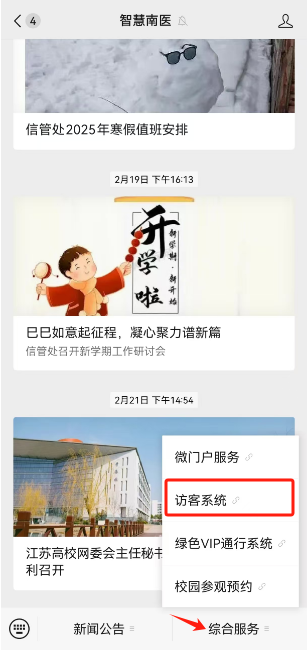 4
智慧南医
信管处2025年寒假值班安排
2月19日 下午16:13
开学啦
新学期·新开始
巳巳如意起征程，凝心聚力谱新篇
信管处召开新学期工作研讨会
2月21日 下午14:54
江苏高校网委会主任秘书
利召开
微门户服务
访客系统
绿色VIP通行系统
校园参观预约
新闻公告
综合服务